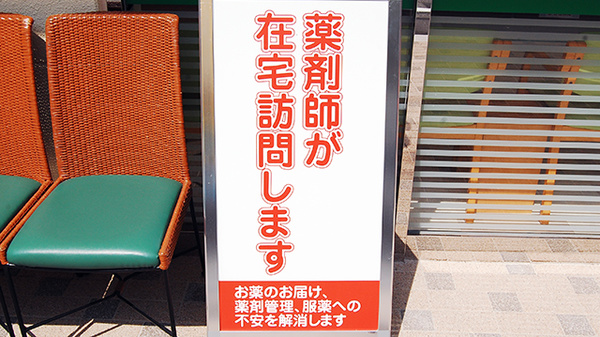 薬剤師が
在宅訪問します
お薬のお届け、
薬剤管理、服薬への
不安を解消します